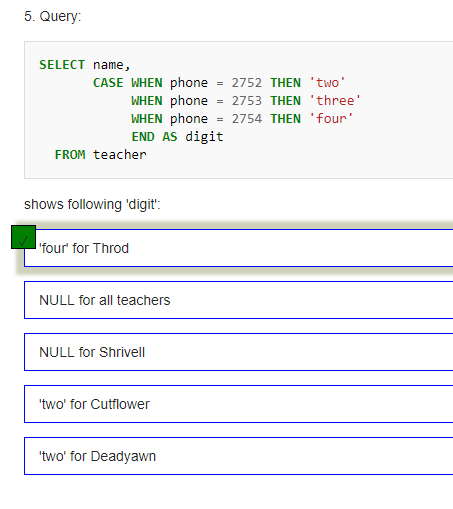 5. Query:
SELECT name,
CASE WHEN phone = 2752 THEN 'two'
WHEN phone = 2753 THEN 'three'
WHEN phone = 2754 THEN 'four'
END AS digit
FROM teacher
shows following 'digit':
'four' for Throd
NULL for all teachers
NULL for Shrivell
'two' for Cutflower
'two' for Deadyawn